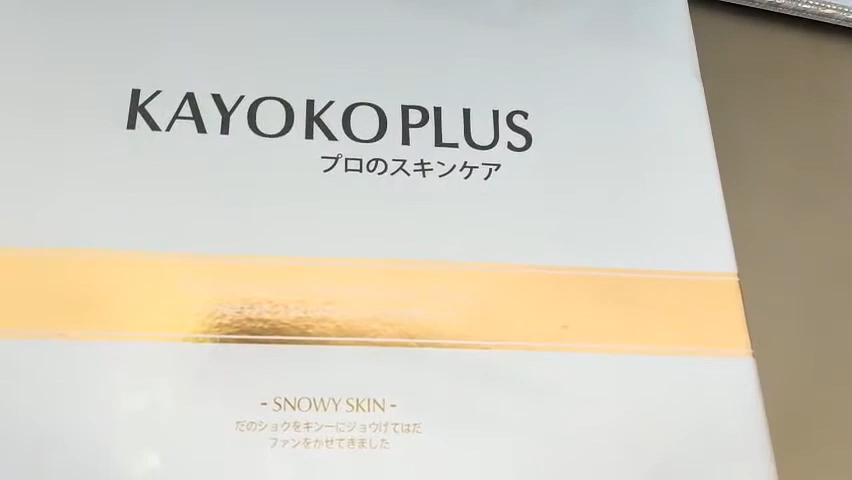 KAYOKO PLUS
プロのスキンケア
- SNOWY SKIN -
だのショクをキンーにジョウげてはだ
ファンをかせてきました